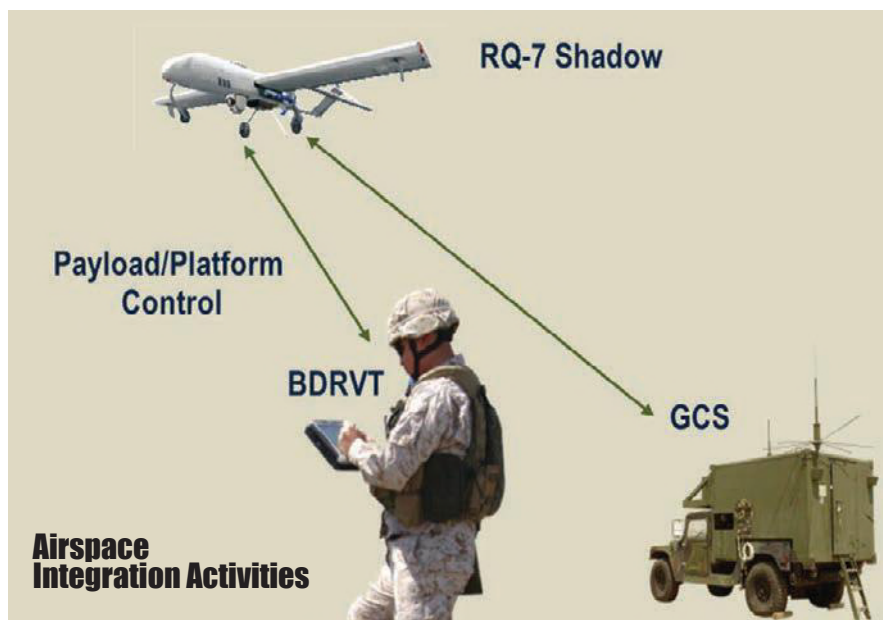 RQ-7 Shadow
Payload/Platform
Control
BDRVT
GCS
Airspace
Integration Activities